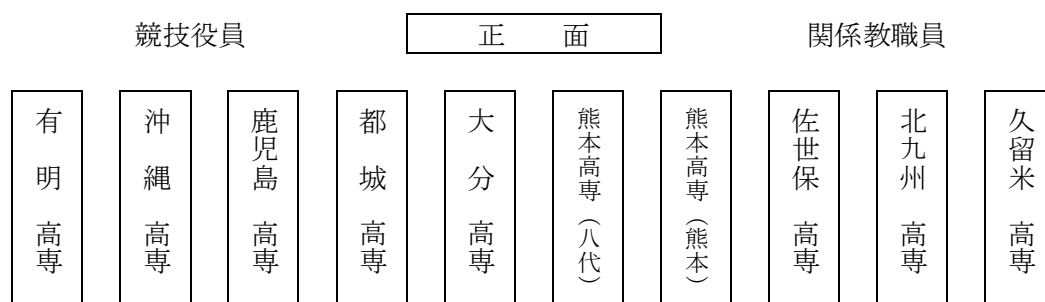 競技役員
正　面
関係教職員
有明高専
沖縄高専
鹿児島高専
都城高専
大分高専
熊本高専（八代）
熊本高専（熊本）
佐世保高専
北九州高専
久留米高専